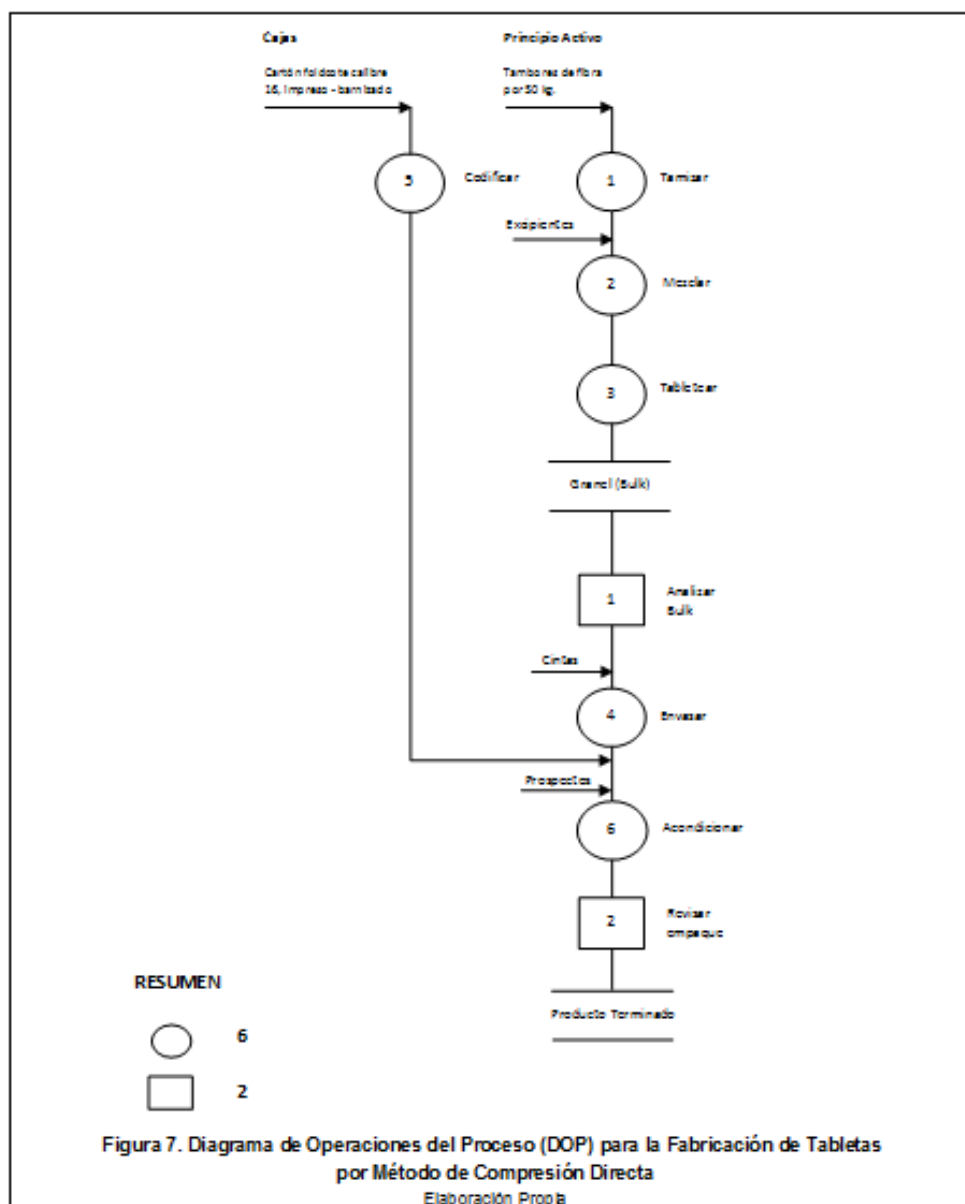 Cajas
Cartón foldcote calibre
16, impreso - barnizado
Principio Activo
Tambores de fibra
por 50 kg.
5
Codificar
1
Tamizar
Excipientes
2
Mezclar
3
Tabletear
Granel (Bulk)
1
Analizar
Bulk
Cintas
4
Envasar
Prospectos
6
Acondicionar
2
Revisar
empaque
Producto Terminado
RESUMEN
6
2
Figura 7. Diagrama de Operaciones del Proceso (DOP) para la Fabricación de Tabletas
por Método de Compresión Directa
Elaboración Propia